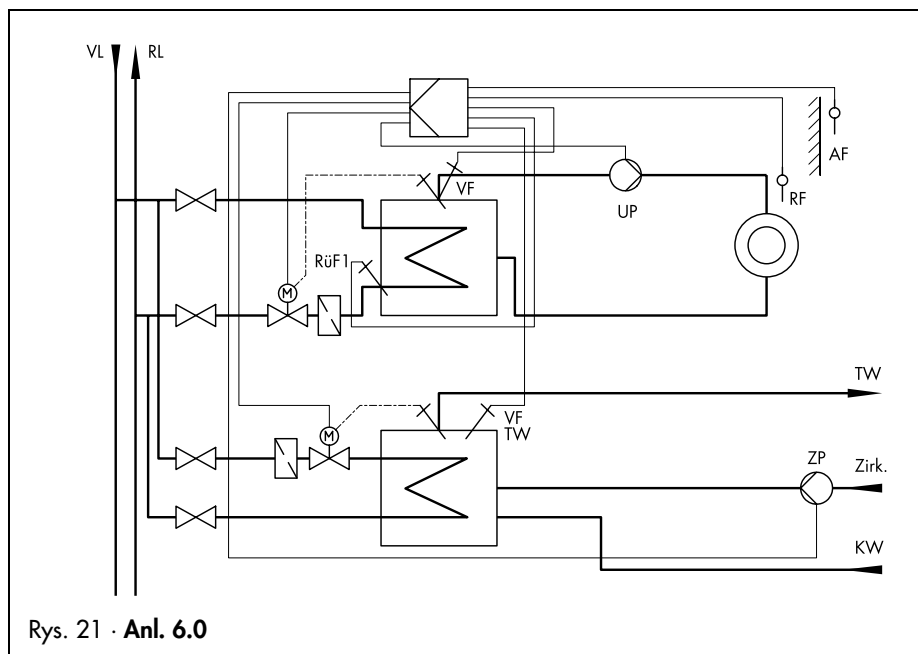 VL RL
AF
VF
RF
UP
RüF1
M
TW
VF
TW
M
ZP
Zirk.
KW
Rys. 21 · Anl. 6.0